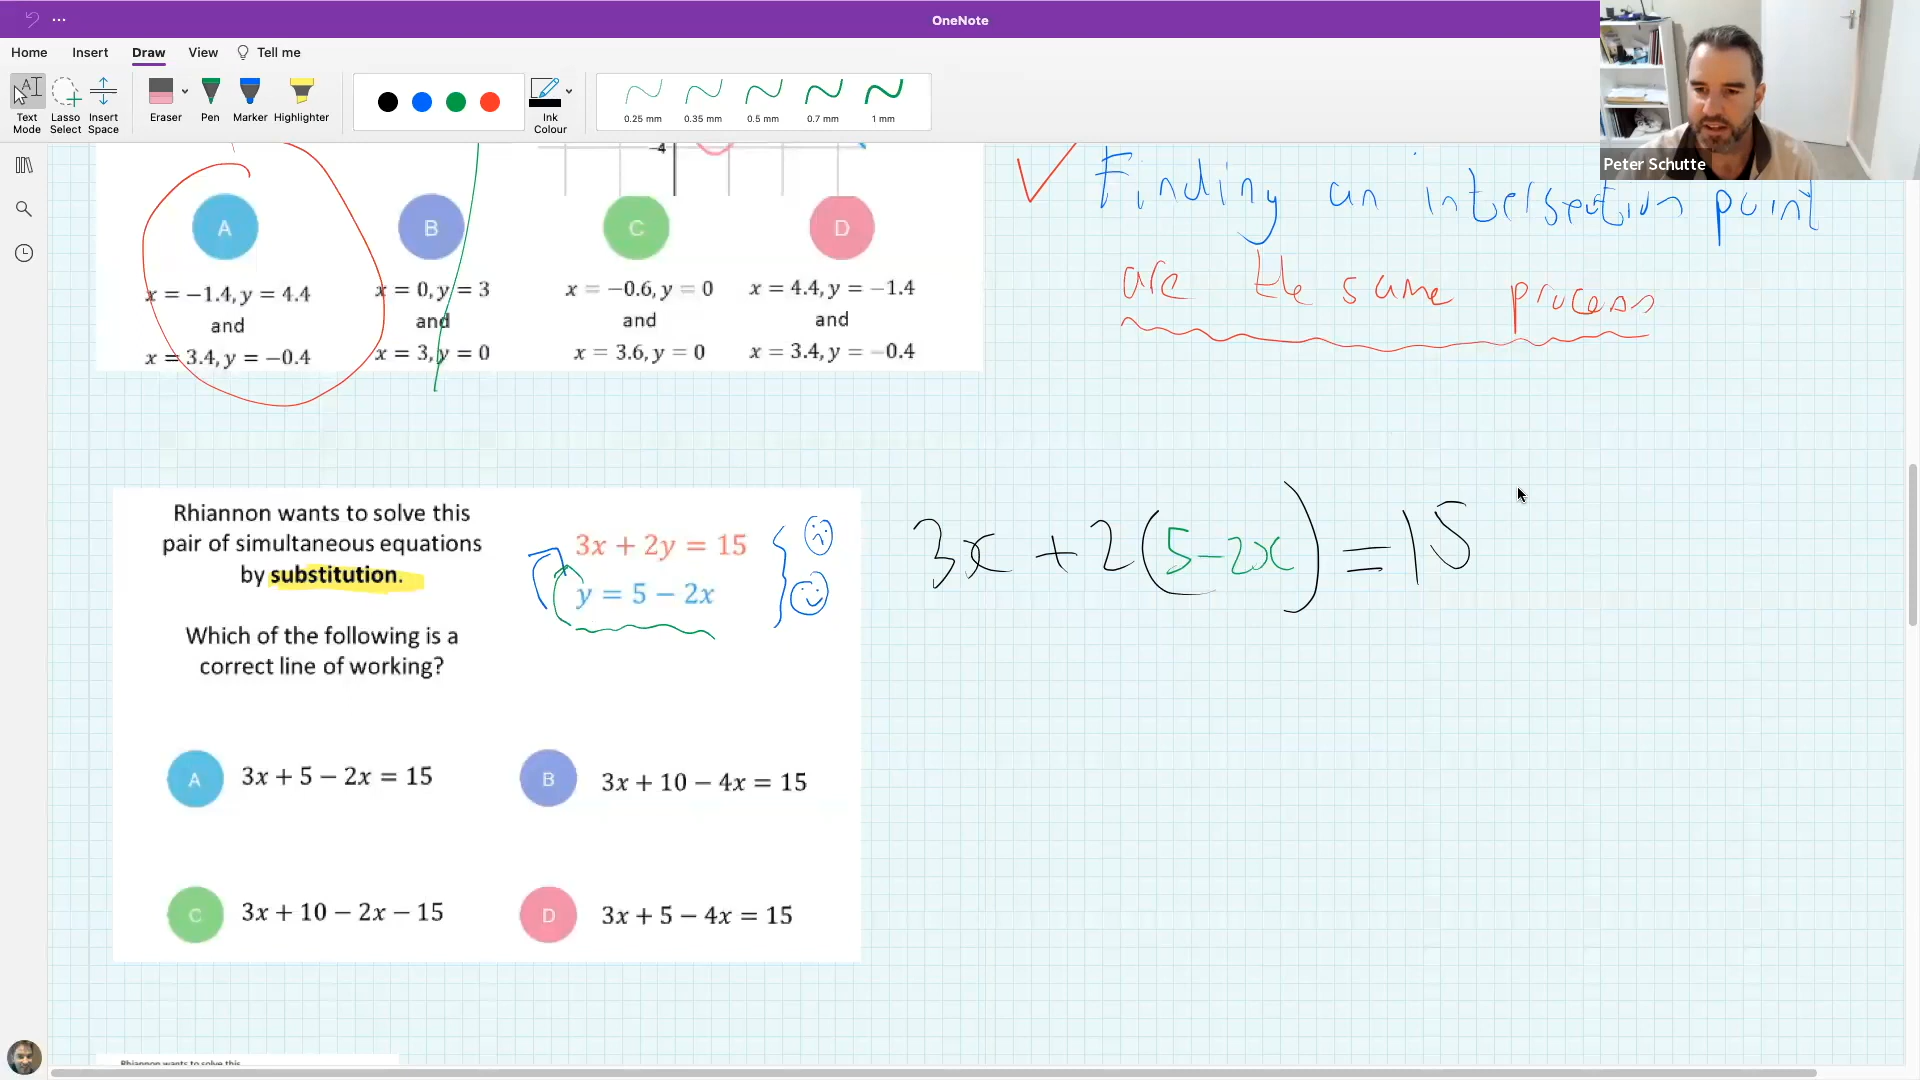 OneNote
Home Insert Draw View Tell me
Text Mode
Lasso Select
Insert Space
Eraser
Pen
Marker
Highlighter
Ink Colour
0.25 mm
0.35 mm
0.5 mm
0.7 mm
1 mm
Peter Schutte
-4
A
x = −1.4, y = 4.4
and
x = 3.4, y = −0.4
B
x = 0, y = 3
and
x = 3, y = 0
C
x = −0.6, y = 0
and
x = 3.6, y = 0
D
x = 4.4, y = −1.4
and
x = 3.4, y = −0.4
Finding an intersection point
are the same process
Rhiannon wants to solve this
pair of simultaneous equations
by substitution.
3x + 2y = 15
y = 5 − 2x
Which of the following is a
correct line of working?
3x + 2(5-2x) = 15
A 3x + 5 − 2x = 15
B 3x + 10 − 4x = 15
C 3x + 10 − 2x − 15
D 3x + 5 − 4x = 15
Rhiannon wants to solve this